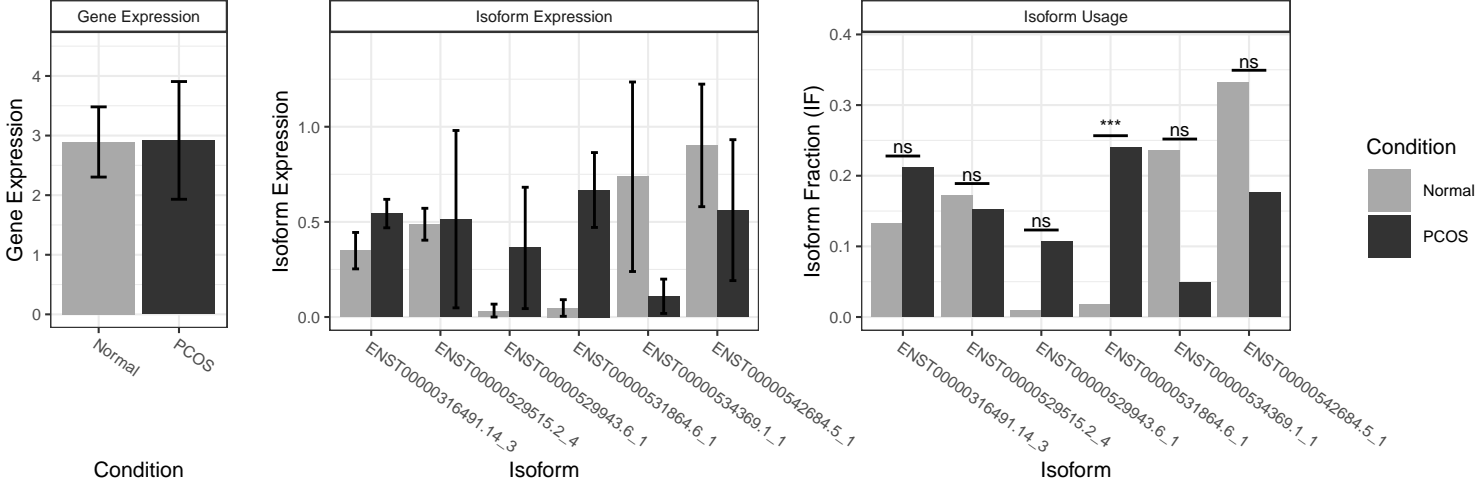 Gene Expression
Gene Expression
4
3
2
1
0
Normal
PCOS
Condition
Isoform Expression
Isoform Expression
1.0
0.5
0.0
ENST00000316491.14_3
ENST00000529515.2_4
ENST00000529943.6_1
ENST00000531864.6_1
ENST00000534369.1_1
ENST00000542684.5_1
Isoform
Isoform Usage
Isoform Fraction (IF)
0.4
0.3
0.2
0.1
0.0
ns
ns
ns
***
ns
ns
ENST00000316491.14_3
ENST00000529515.2_4
ENST00000529943.6_1
ENST00000531864.6_1
ENST00000534369.1_1
ENST00000542684.5_1
Isoform
Condition
Normal
PCOS